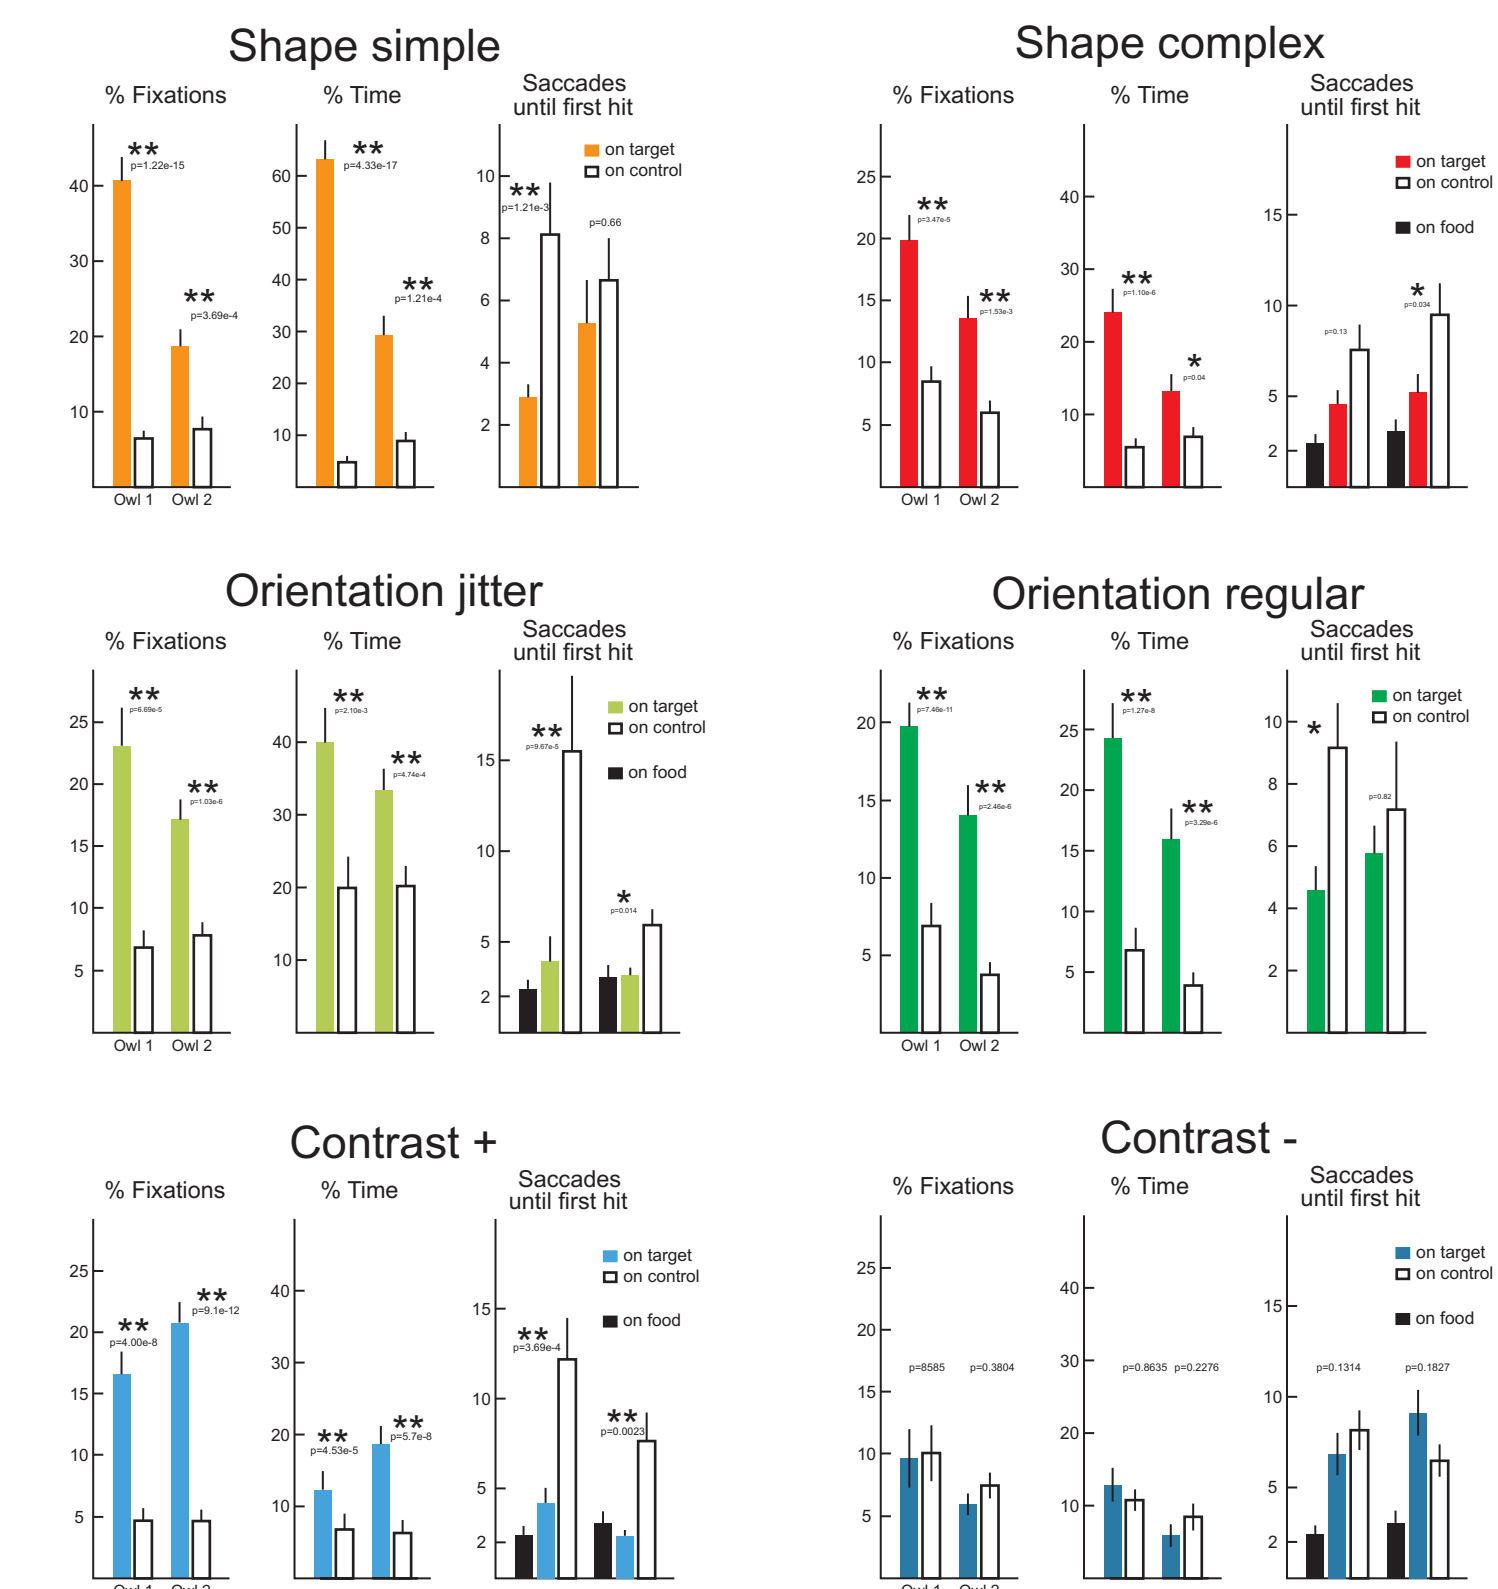 Shape simple
% Fixations
% Time
Saccades
until first hit
40
30
20
10
**
p=1.22e-15
**
p=3.69e-4
Owl 1 Owl 2
60
50
40
30
20
10
**
p=4.33e-17
**
p=1.21e-4
10
8
6
4
2
**
p=1.21e-3
p=0.66
on target
on control
Shape complex
% Fixations
% Time
Saccades
until first hit
25
20
15
10
5
**
p=3.47e-5
**
p=1.53e-3
Owl 1 Owl 2
40
30
20
10
**
p=1.10e-6
*
p=0.04
15
10
5
2
p=0.13
*
p=0.034
on target
on control
on food
Orientation jitter
% Fixations
% Time
Saccades
until first hit
25
20
15
10
5
**
p=6.69e-5
**
p=1.03e-6
Owl 1 Owl 2
40
30
20
10
**
p=2.10e-3
**
p=4.74e-4
15
10
5
2
**
p=9.67e-5
*
p=0.014
on target
on control
on food
Orientation regular
% Fixations
% Time
Saccades
until first hit
20
15
10
5
**
p=7.46e-11
**
p=2.46e-6
Owl 1 Owl 2
25
20
15
10
5
**
p=1.27e-8
**
p=3.29e-6
10
8
6
4
2
*
p=0.82
on target
on control
Contrast +
% Fixations
% Time
Saccades
until first hit
25
20
15
10
5
**
p=4.00e-8
**
p=9.1e-12
Owl 1 Owl 2
40
30
20
10
**
p=4.53e-5
**
p=5.7e-8
15
10
5
2
**
p=3.69e-4
**
p=0.0023
on target
on control
on food
Contrast -
% Fixations
% Time
Saccades
until first hit
25
20
15
10
5
p=8585
p=0.3804
Owl 1 Owl 2
40
30
20
10
p=0.8635 p=0.2276
15
10
5
2
p=0.1314
p=0.1827
on target
on control
on food